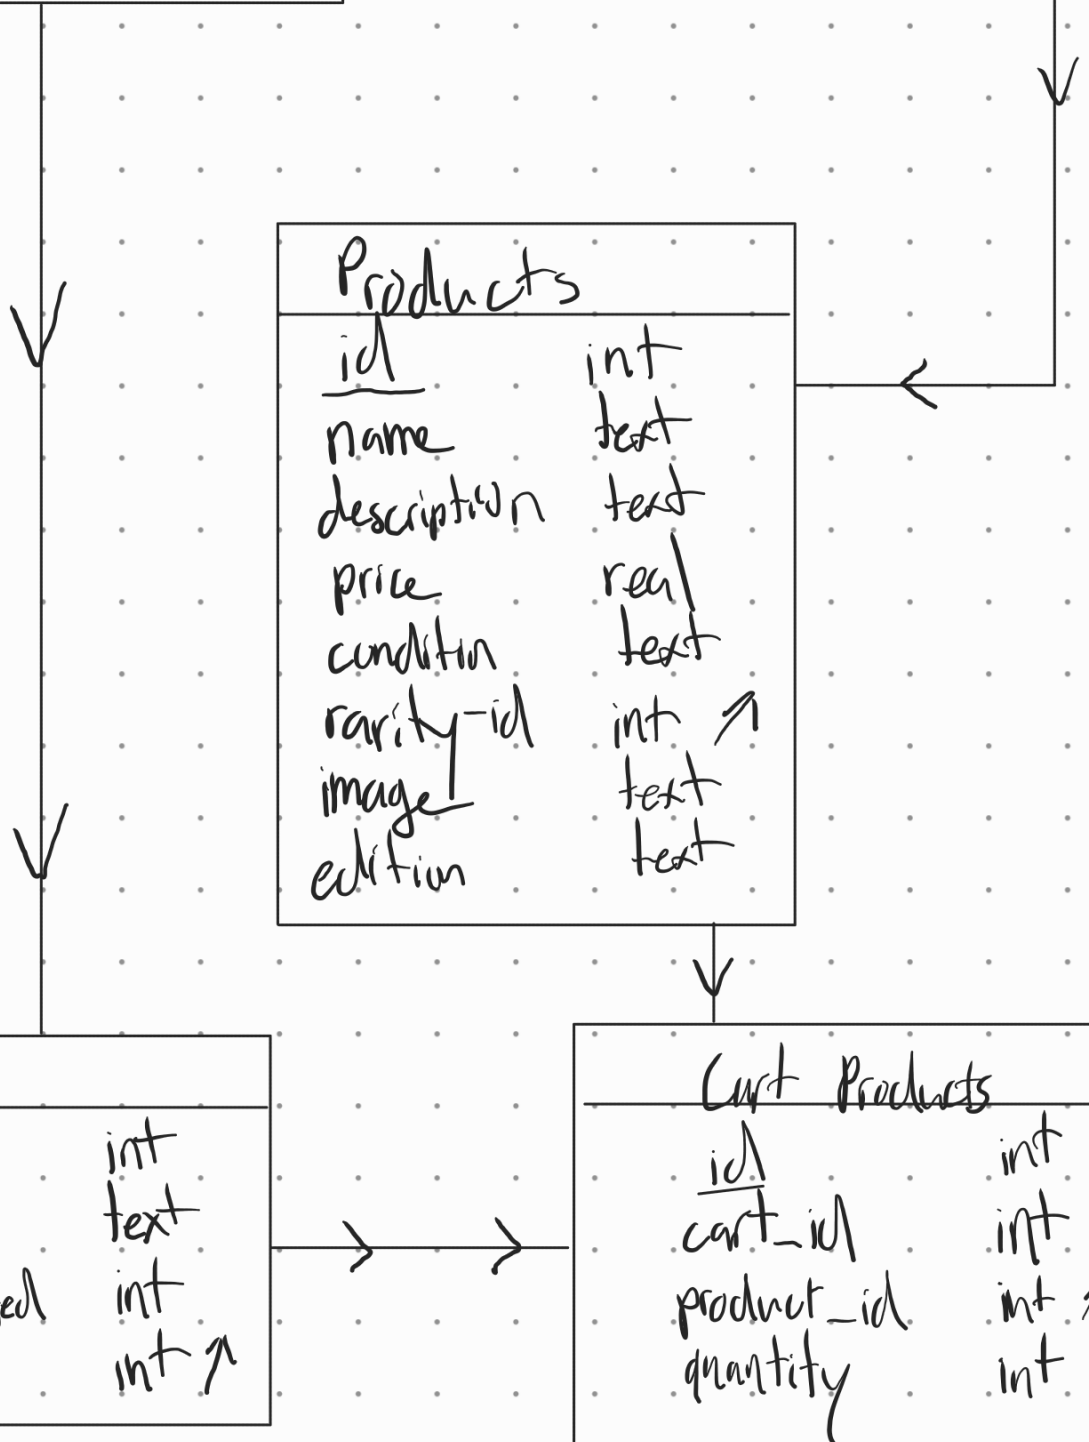 Products
id int
name text
description text
price real
condition text
rarity_id int ↗
image text
edition text
int
text
ed int
int ↗
Cart Products
id int
cart_id int
product_id int
quantity int